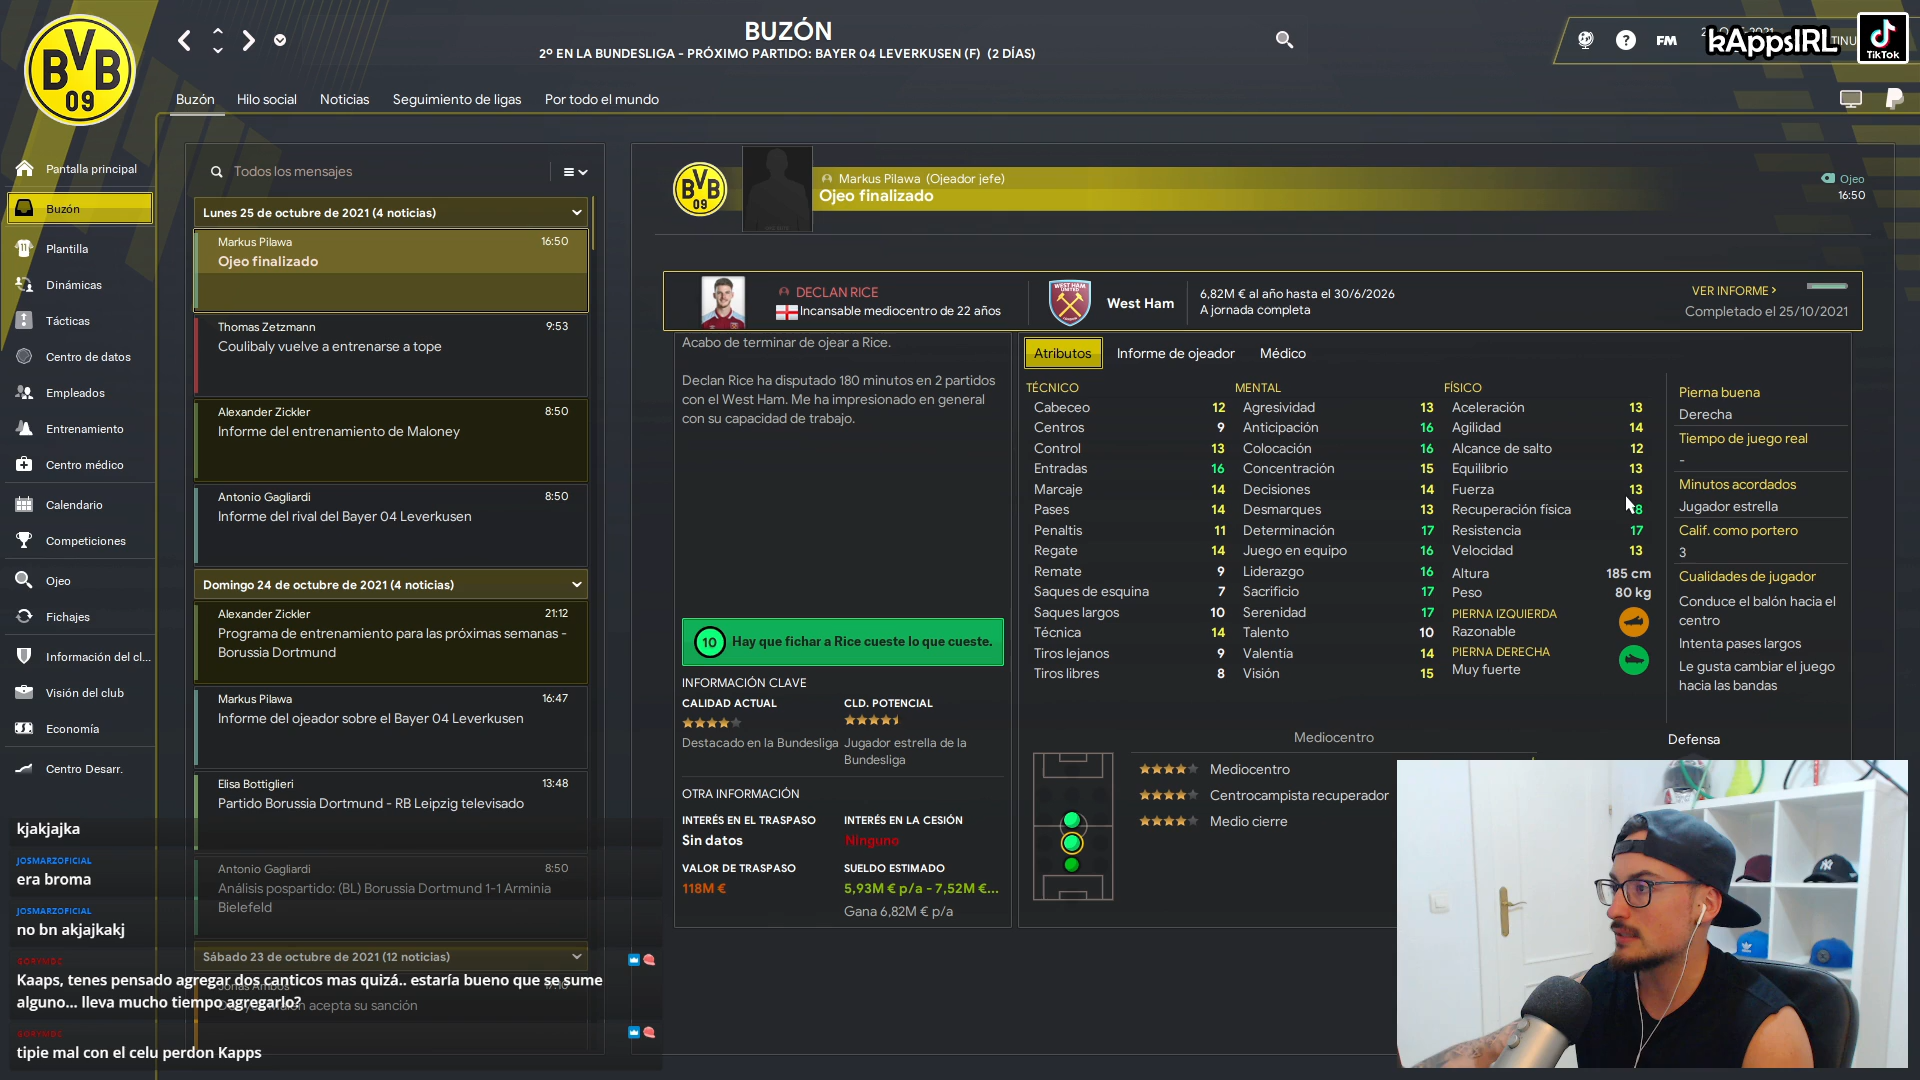 BVB
09
BUZÓN
2º EN LA BUNDESLIGA - PRÓXIMO PARTIDO: BAYER 04 LEVERKUSEN (F) (2 DÍAS)
FM
kAppsIRL
TikTok
Buzón
Hilo social
Noticias
Seguimiento de ligas
Por todo el mundo
Pantalla principal
Buzón
Plantilla
Dinámicas
Tácticas
Centro de datos
Empleados
Entrenamiento
Centro médico
Calendario
Competiciones
Ojeo
Fichajes
Información del cl...
Visión del club
Economía
Centro Desarr.
Todos los mensajes
Lunes 25 de octubre de 2021 (4 noticias)
Markus Pilawa 16:50
Ojeo finalizado
Thomas Zetzmann 9:53
Coulibaly vuelve a entrenarse a tope
Alexander Zickler 8:50
Informe del entrenamiento de Maloney
Antonio Gagliardi 8:50
Informe del rival del Bayer 04 Leverkusen
Domingo 24 de octubre de 2021 (4 noticias)
Alexander Zickler 21:12
Programa de entrenamiento para las próximas semanas -
Borussia Dortmund
Markus Pilawa 16:47
Informe del ojeador sobre el Bayer 04 Leverkusen
Elisa Bottiglieri 13:48
Partido Borussia Dortmund - RB Leipzig televisado
Antonio Gagliardi 8:50
Análisis pospartido: (BL) Borussia Dortmund 1-1 Arminia
Bielefeld
Sábado 23 de octubre de 2021 (12 noticias)
acepta su sanción
kjakjajka
JOSMARZOFICIAL
era broma
JOSMARZOFICIAL
no bn akjajkakj
Kaaps, tenes pensado agregar dos canticos mas quizá.. estaría bueno que se sume
alguno... lleva mucho tiempo agregarlo?
tipie mal con el celu perdon Kapps
BVB
09
Markus Pilawa (Ojeador jefe)
Ojeo finalizado
Ojeo
16:50
DECLAN RICE
Incansable mediocentro de 22 años
West Ham
6,82M € al año hasta el 30/6/2026
A jornada completa
VER INFORME >
Completado el 25/10/2021
Acabo de terminar de ojear a Rice.
Declan Rice ha disputado 180 minutos en 2 partidos
con el West Ham. Me ha impresionado en general
con su capacidad de trabajo.
10 Hay que fichar a Rice cueste lo que cueste.
INFORMACIÓN CLAVE
CALIDAD ACTUAL
Destacado en la Bundesliga
CLD. POTENCIAL
Jugador estrella de la
Bundesliga
OTRA INFORMACIÓN
INTERÉS EN EL TRASPASO
Sin datos
INTERÉS EN LA CESIÓN
Ninguno
VALOR DE TRASPASO
118M €
SUELDO ESTIMADO
5,93M € p/a - 7,52M €...
Gana 6,82M € p/a
Atributos
Informe de ojeador
Médico
TÉCNICO
Cabeceo 12
Centros 9
Control 13
Entradas 16
Marcaje 14
Pases 14
Penaltis 11
Regate 14
Remate 9
Saques de esquina 7
Saques largos 10
Técnica 14
Tiros lejanos 9
Tiros libres 8
MENTAL
Agresividad 13
Anticipación 16
Colocación 16
Concentración 15
Decisiones 14
Desmarques 13
Determinación 17
Juego en equipo 16
Liderazgo 16
Sacrificio 17
Serenidad 17
Talento 10
Valentía 14
Visión 15
FÍSICO
Aceleración 13
Agilidad 14
Alcance de salto 12
Equilibrio 13
Fuerza 13
Recuperación física
Resistencia 17
Velocidad 13
Altura 185 cm
Peso 80 kg
PIERNA IZQUIERDA
Razonable
PIERNA DERECHA
Muy fuerte
Pierna buena
Derecha
Tiempo de juego real
-
Minutos acordados
Jugador estrella
Calif. como portero
3
Cualidades de jugador
Conduce el balón hacia el
centro
Intenta pases largos
Le gusta cambiar el juego
hacia las bandas
Mediocentro
Mediocentro
Centrocampista recuperador
Medio cierre
Defensa